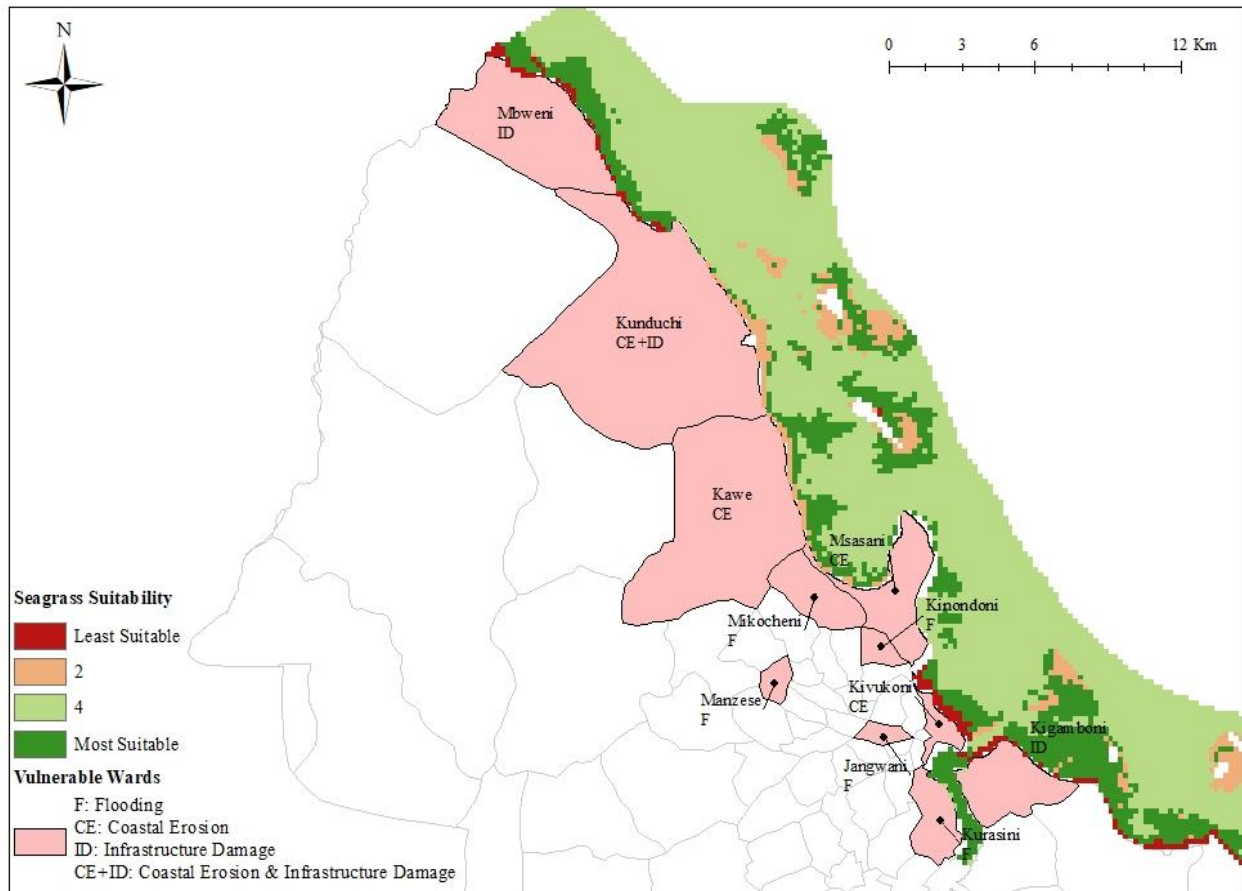 N
0 3 6 12 Km
Mbweni
ID
Kunduchi
CE+ID
Kawe
CE
Msasani
CE
Mikocheni
F
Kinondoni
F
Manzese
F
Kivukoni
CE
Kigamboni
ID
Jangwani
F
Kurasini
F
Seagrass Suitability
Least Suitable
2
4
Most Suitable
Vulnerable Wards
F: Flooding
CE: Coastal Erosion
ID: Infrastructure Damage
CE+ID: Coastal Erosion & Infrastructure Damage